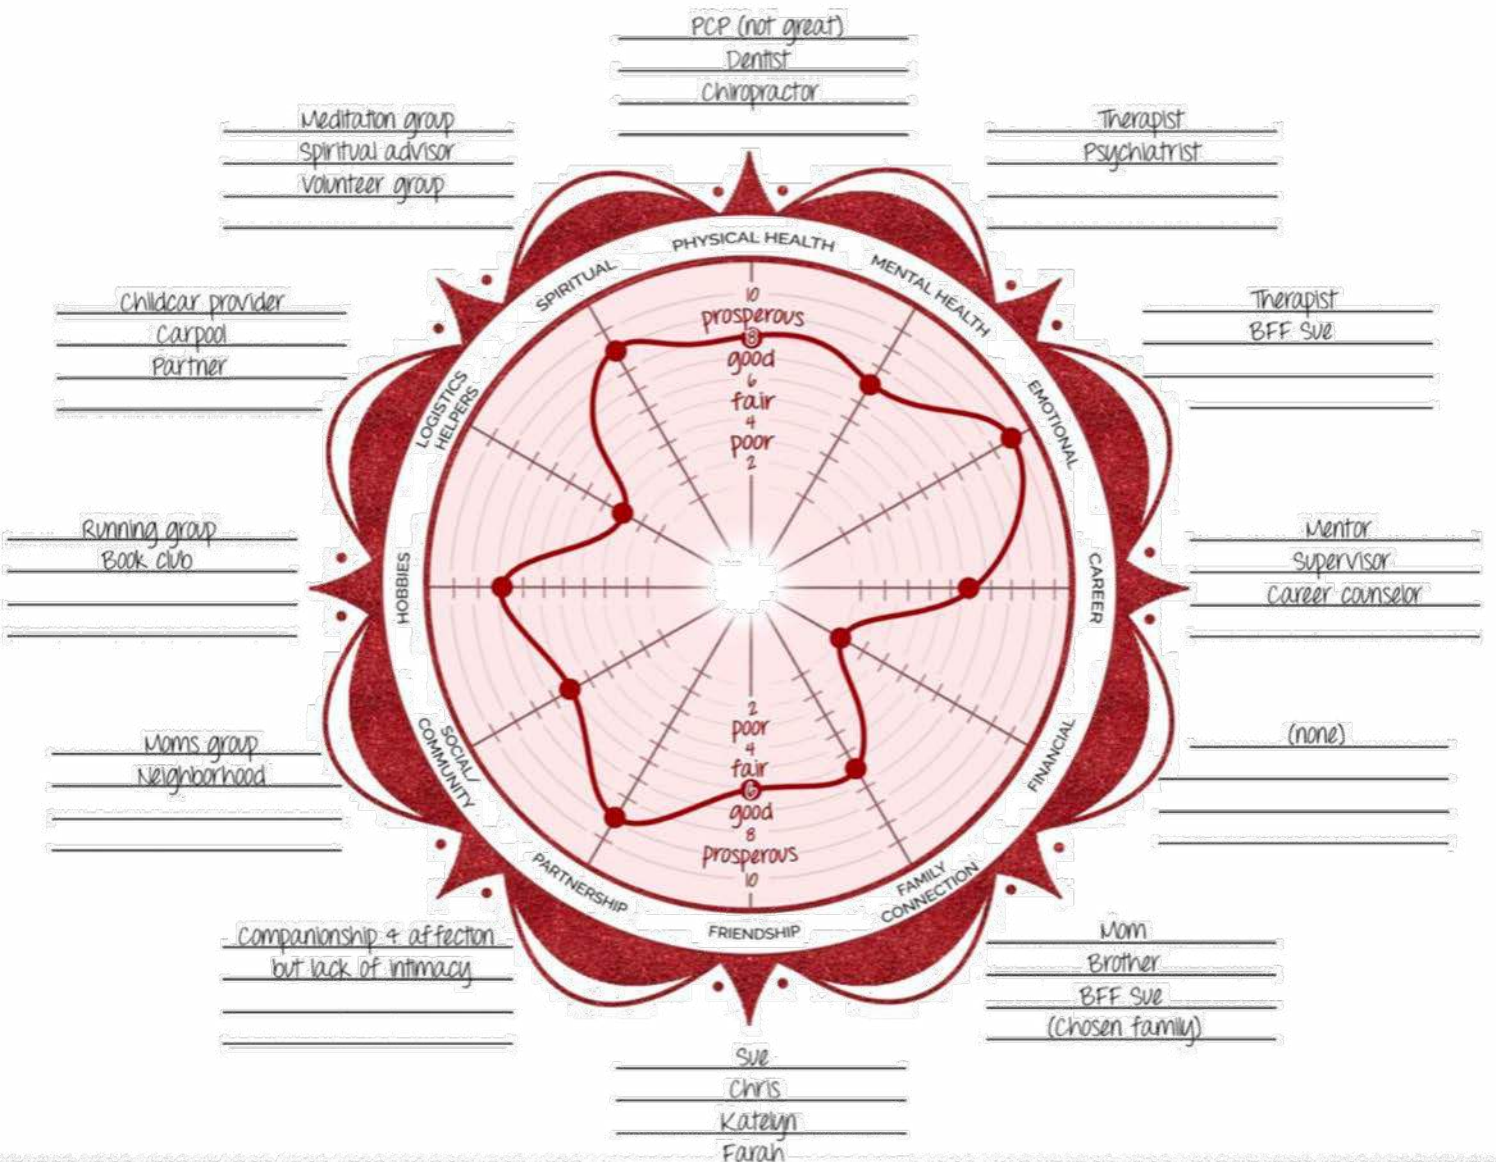 PCP (not great)
Dentist
Chiropractor
Meditation group
Spiritual advisor
Volunteer group
Therapist
Psychiatrist
Childcar provider
Carpool
Partner
Therapist
BFF Sue
Running group
Book club
Mentor
Supervisor
Career counselor
Moms group
Neighborhood
(none)
Companionship & affection
but lack of intimacy
Mom
Brother
BFF Sue
(Chosen family)
Sue
Chris
Katelyn
Farah
PHYSICAL HEALTH
MENTAL HEALTH
EMOTIONAL
CAREER
FINANCIAL
FAMILY
CONNECTION
FRIENDSHIP
PARTNERSHIP
SOCIAL/
COMMUNITY
HOBBIES
LOGISTICS
HELPERS
SPIRITUAL
10
prosperous
8
good
6
fair
4
poor
2
2
poor
4
fair
6
good
8
prosperous
10